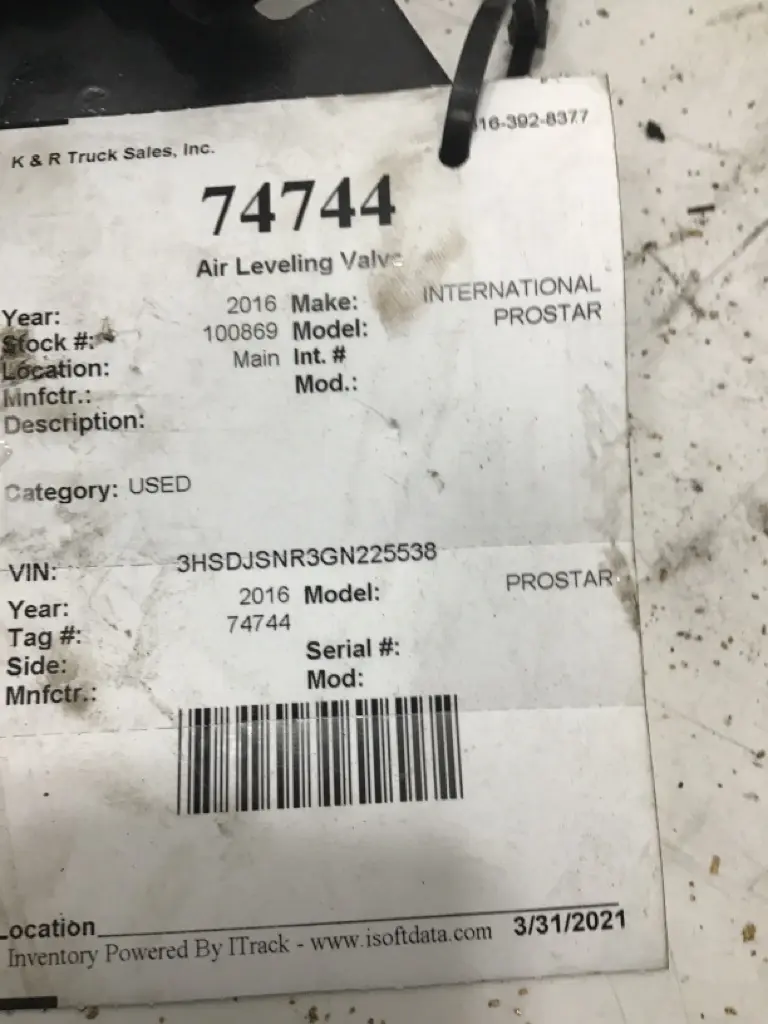 K & R Truck Sales, Inc.
16-392-8377
74744
Air Leveling Valve
Year: 2016 Make: INTERNATIONAL
Stock #: 100869 Model: PROSTAR
Location: Main Int. #
Mnfctr.: Mod.:
Description:
Category: USED
VIN: 3HSDJSNR3GN225538
Year: 2016 Model: PROSTAR
Tag #: 74744
Side: Serial #:
Mnfctr.: Mod:
Location
3/31/2021
Inventory Powered By ITrack - www.isoftdata.com